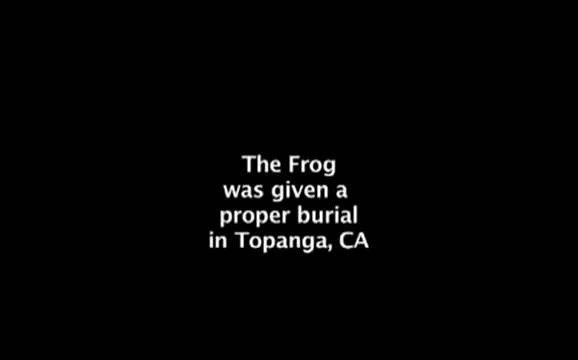 The Frog
was given a
proper burial
in Topanga, CA